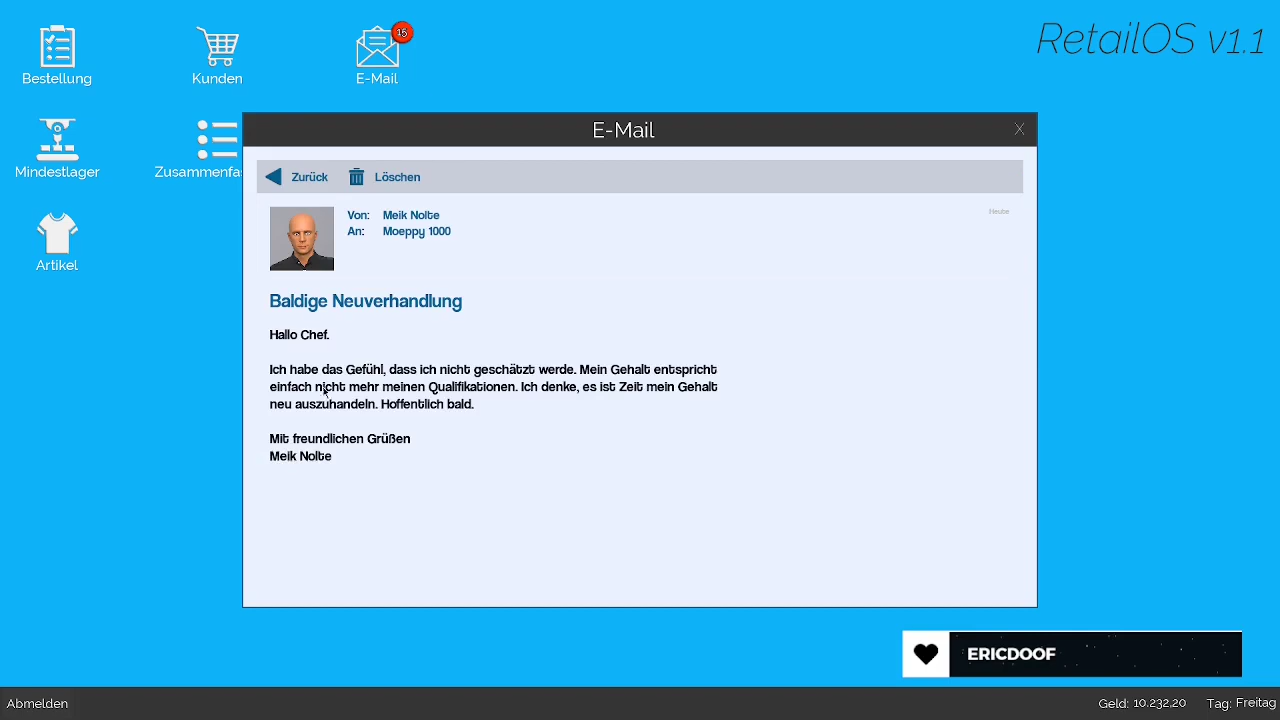 RetailOS v1.1
16
Bestellung
Kunden
E-Mail
Mindestlager
Zusammenfas
Artikel
E-Mail
X
Zurück
Löschen
Von: Meik Nolte
Heute
An: Moeppy 1000
Baldige Neuverhandlung
Hallo Chef.
Ich habe das Gefühl, dass ich nicht geschätzt werde. Mein Gehalt entspricht
einfach nicht mehr meinen Qualifikationen. Ich denke, es ist Zeit mein Gehalt
neu auszuhandeln. Hoffentlich bald.
Mit freundlichen Grüßen
Meik Nolte
ERICDOOF
Abmelden
Geld: 10.232.20
Tag: Freitag